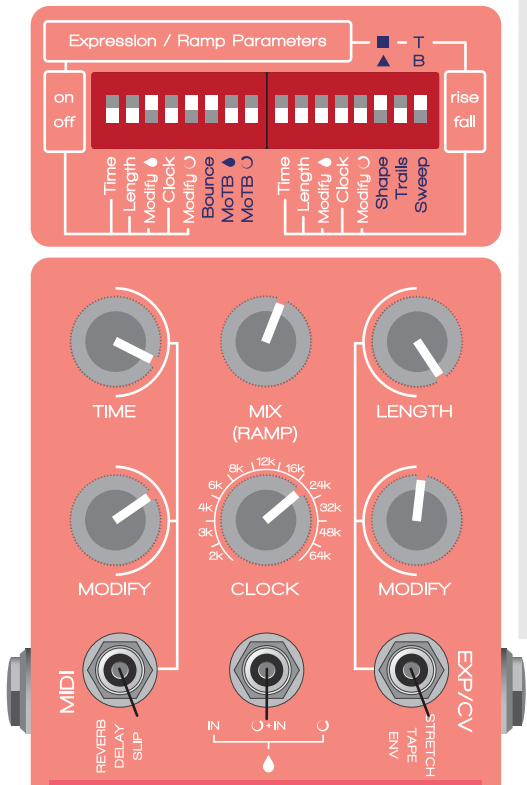 Expression / Ramp Parameters
T
B
on
off
rise
fall
Time
Length
Modify
Clock
Modify
Bounce
MoTB
MoTB
Time
Length
Modify
Clock
Modify
Shape
Trails
Sweep
TIME
MIX
(RAMP)
LENGTH
2k
3k
4k
6k
8k
12k
16k
24k
32k
48k
64k
MODIFY
CLOCK
MODIFY
MIDI
REVERB
DELAY
SLIP
IN
+IN
EXP/CV
STRETCH
TAPE
ENV